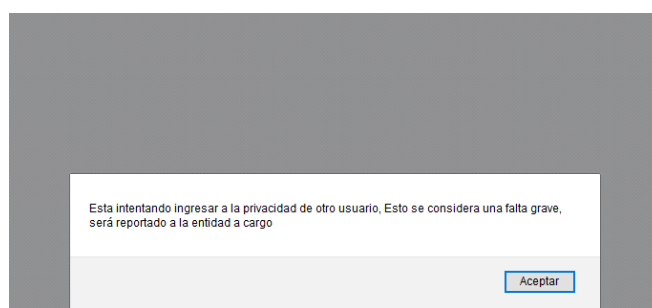 Esta intentando ingresar a la privacidad de otro usuario, Esto se considera una falta grave,
será reportado a la entidad a cargo
Aceptar